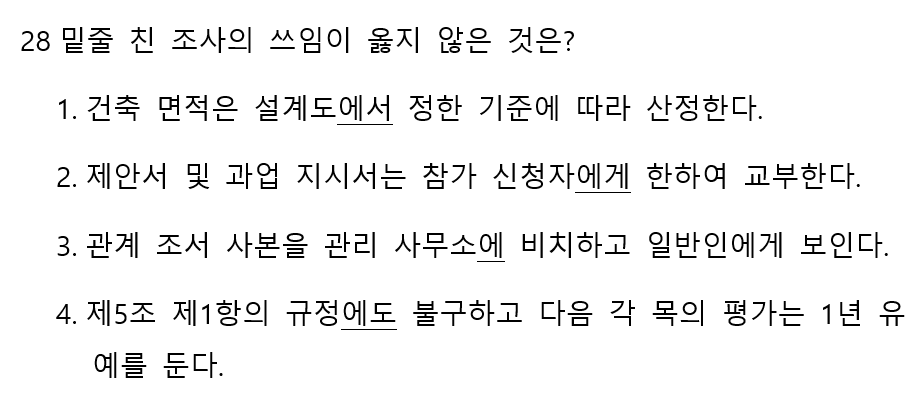 28 밑줄 친 조사의 쓰임이 옳지 않은 것은?
1. 건축 면적은 설계도에서 정한 기준에 따라 산정한다.
2. 제안서 및 과업 지시서는 참가 신청자에게 한하여 교부한다.
3. 관계 조서 사본을 관리 사무소에 비치하고 일반인에게 보인다.
4. 제5조 제1항의 규정에도 불구하고 다음 각 목의 평가는 1년 유
예를 둔다.